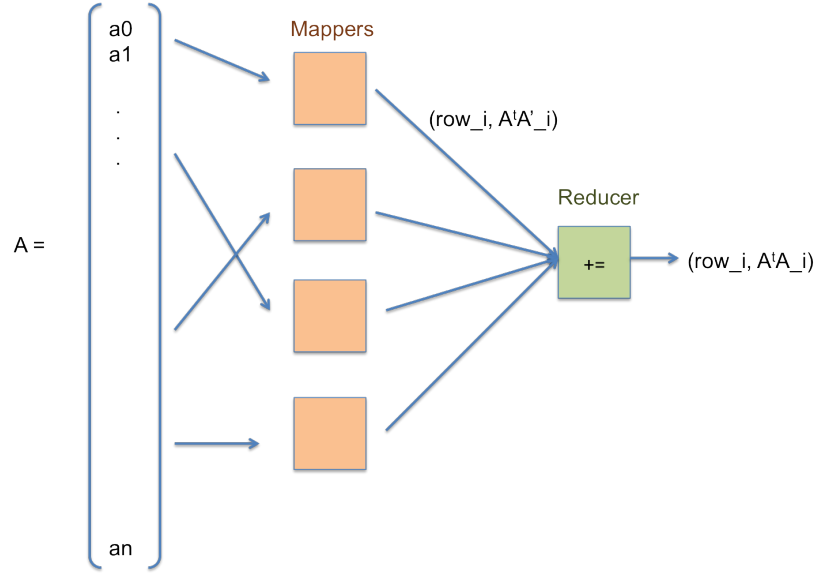 Mappers
a0
a1
.
.
.
(row_i, AᵗA’_i)
Reducer
A =
+=
(row_i, AᵗA_i)
an